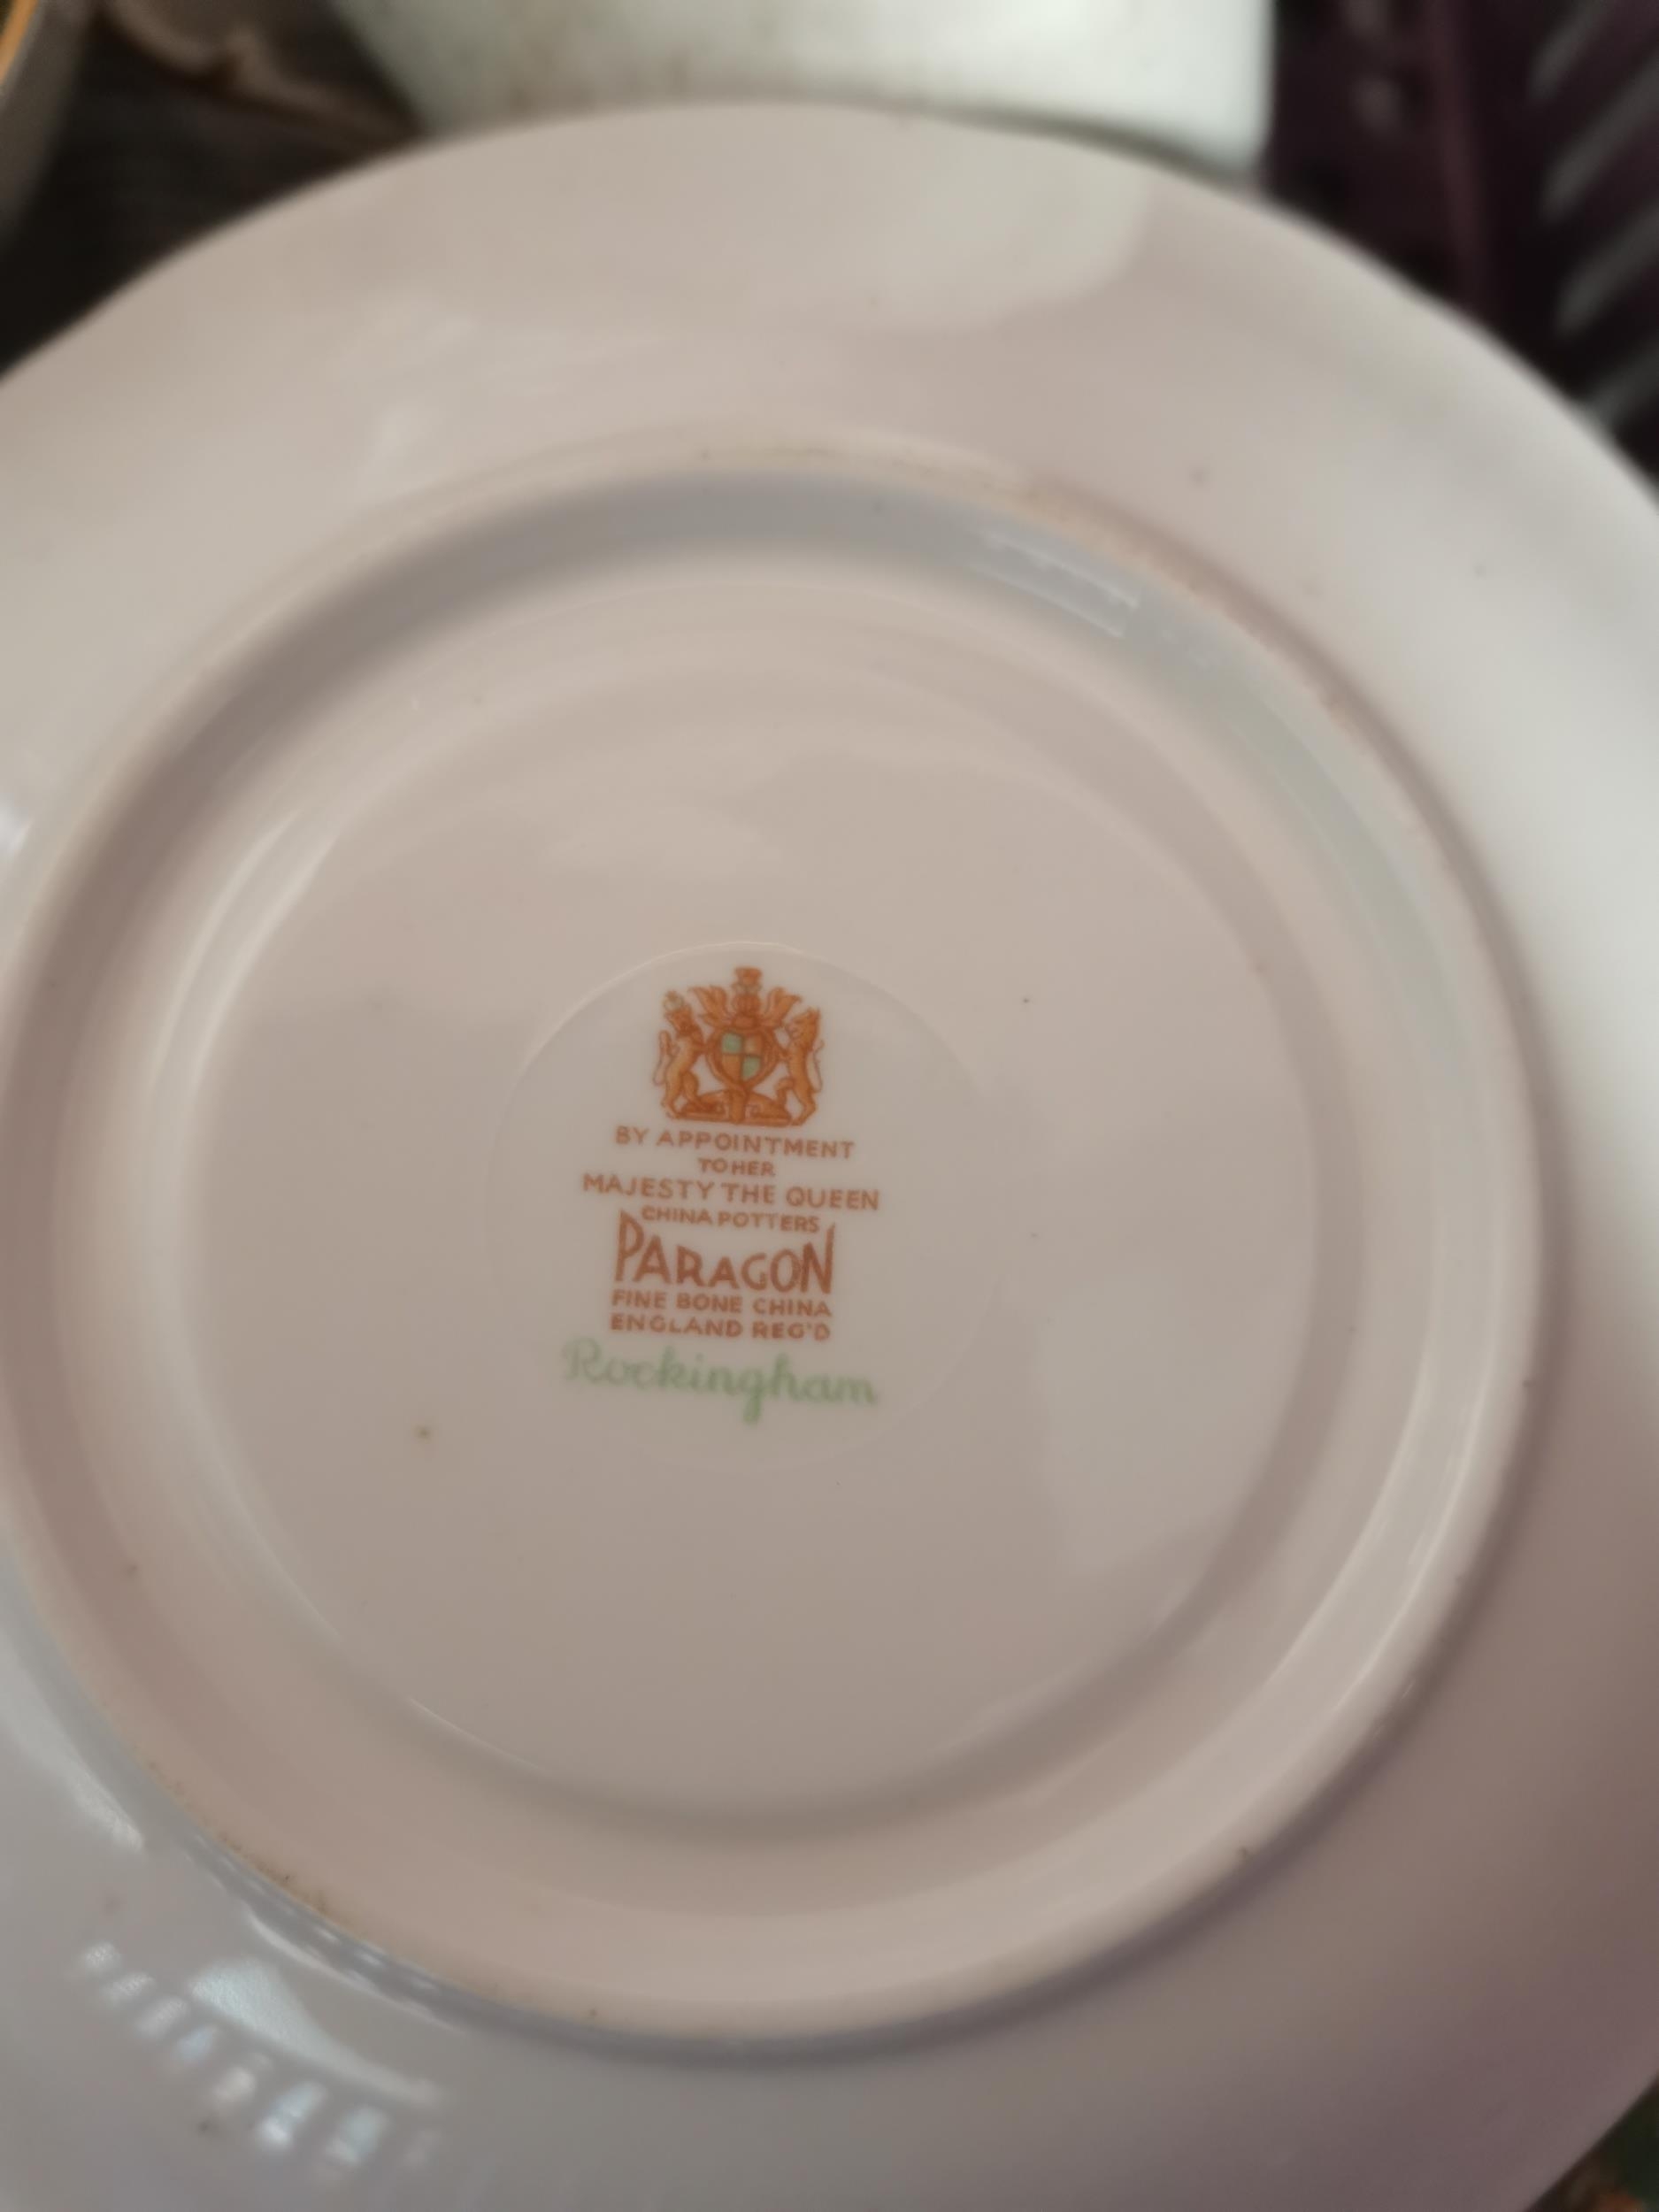 BY APPOINTMENT
TO HER
MAJESTY THE QUEEN
CHINA POTTERS
PARAGON
FINE BONE CHINA
ENGLAND REG'D
Rockingham